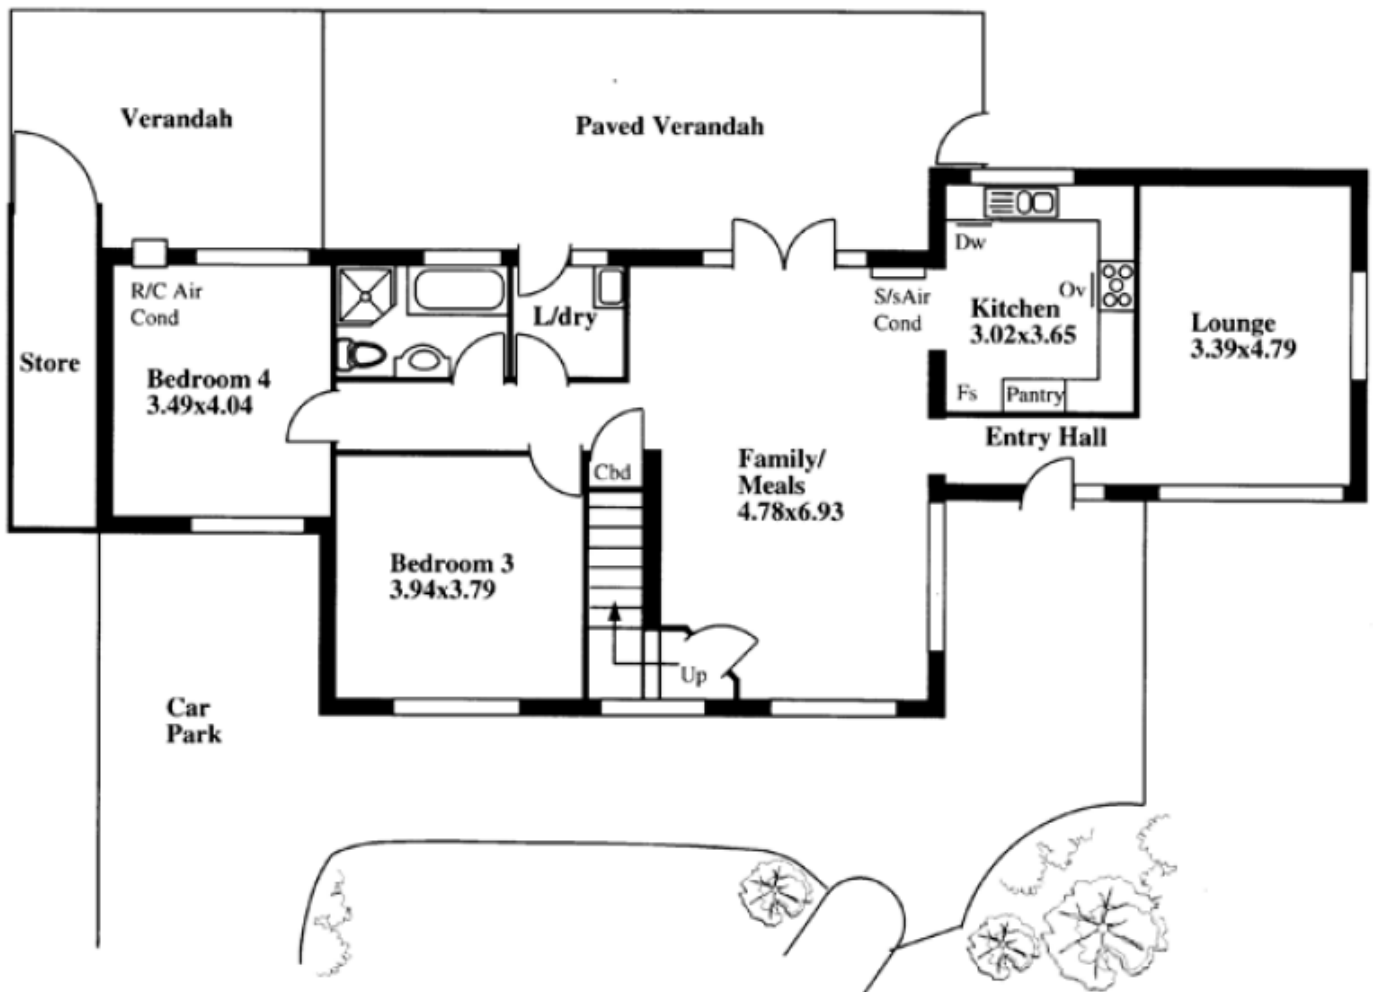 Verandah
Paved Verandah
R/C Air
Cond
Store
Bedroom 4
3.49x4.04
L/dry
S/sAir
Cond
Dw
Ov
Kitchen
3.02x3.65
Fs
Pantry
Lounge
3.39x4.79
Entry Hall
Cbd
Family/
Meals
4.78x6.93
Bedroom 3
3.94x3.79
Up
Car
Park